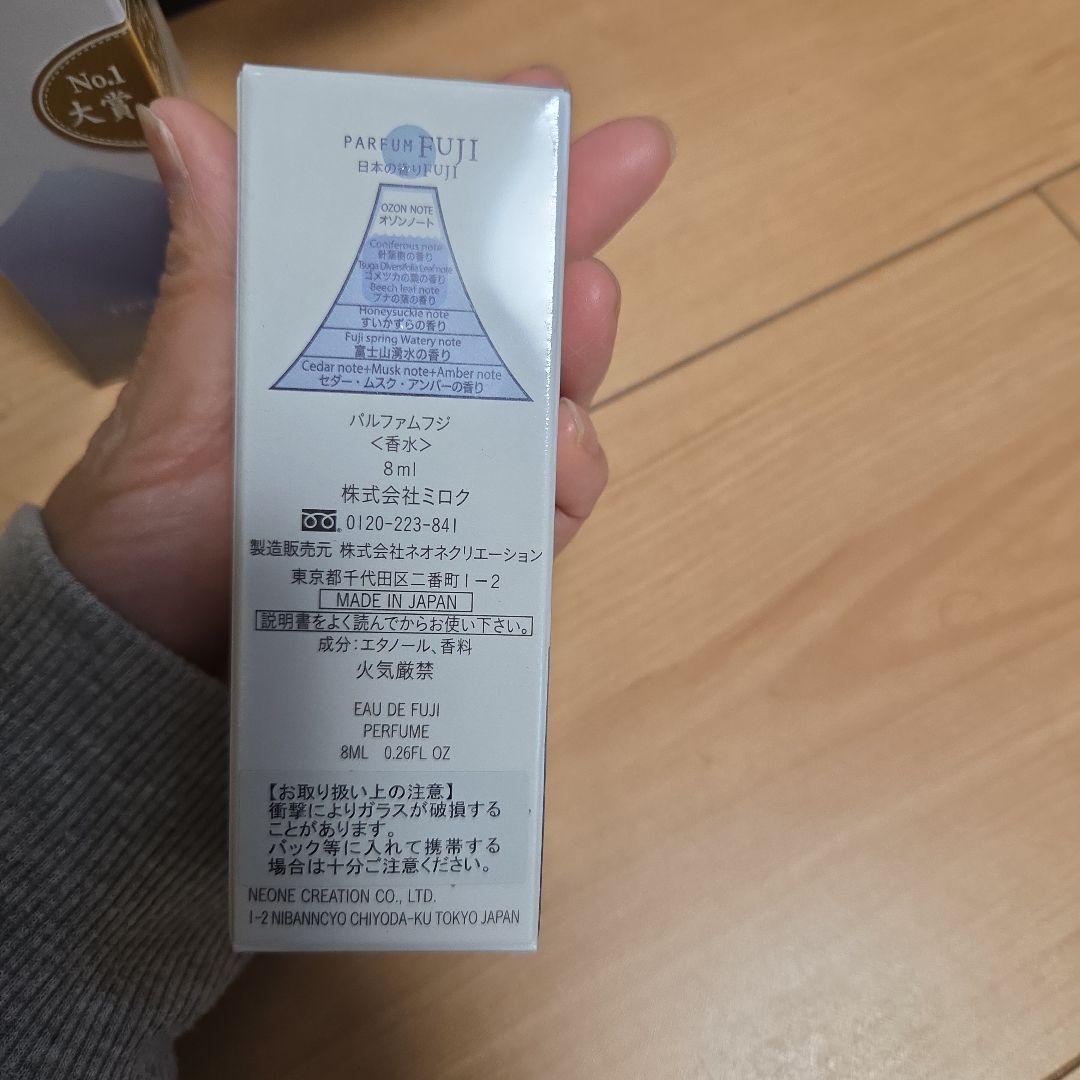 No.1
大賞
PARFUM FUJI
日本の香りFUJI
OZON NOTE
オゾンノート
Coniferous note
針葉樹の香り
Tsuga Diversifolia Leaf note
コメツガの葉の香り
Beech leaf note
ブナの葉の香り
Honeysuckle note
すいかずらの香り
Fuji spring Watery note
富士山湧水の香り
Cedar note+Musk note+Amber note
セダー・ムスク・アンバーの香り
パルファムフジ
<香水>
8ml
株式会社ミロク
0120-223-841
製造販売元 株式会社ネオネクリエーション
東京都千代田区二番町1-2
MADE IN JAPAN
説明書をよく読んでからお使い下さい。
成分:エタノール、香料
火気厳禁
EAU DE FUJI
PERFUME
8ML 0.26FL OZ
【お取り扱い上の注意】
衝撃によりガラスが破損する
ことがあります。
バック等に入れて携帯する
場合は十分ご注意ください。
NEONE CREATION CO., LTD.
1-2 NIBANNCYO CHIYODA-KU TOKYO JAPAN